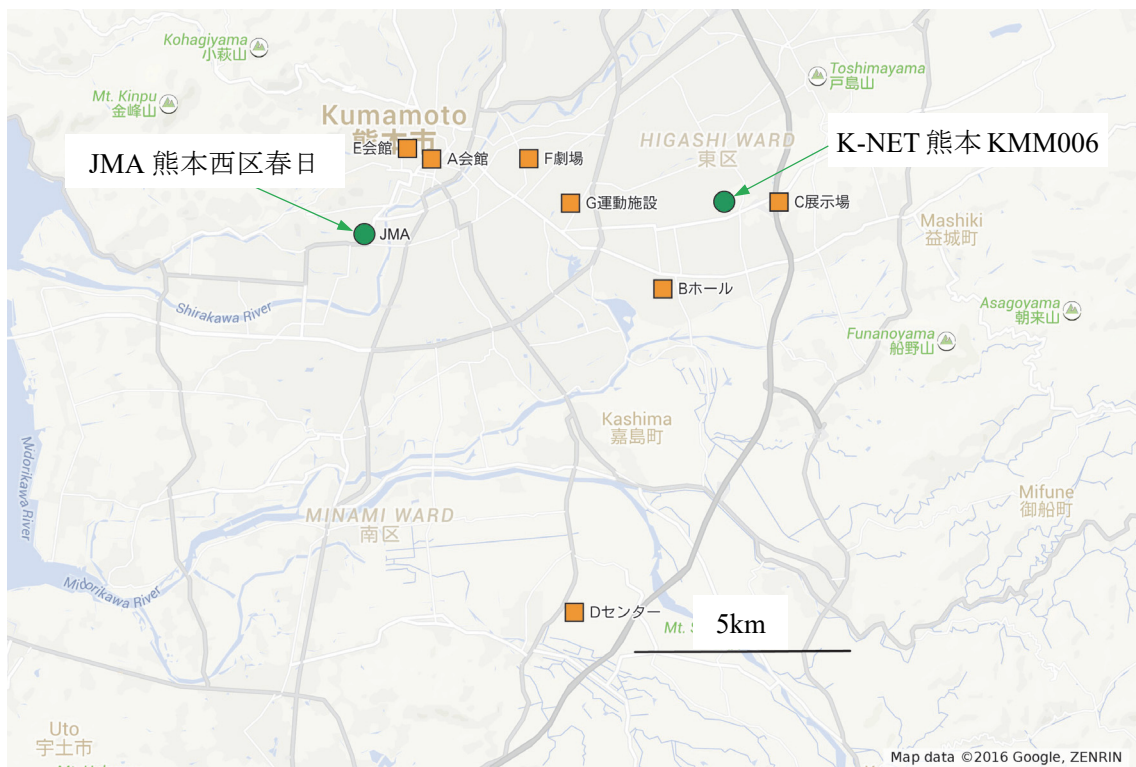 Kohagiyama
小萩山
Mt. Kinpu
金峰山
Toshimayama
戸島山
Kumamoto
熊本市
HIGASHI WARD
東区
K-NET 熊本 KMM006
JMA 熊本西区春日
E会館
A会館
F劇場
G運動施設
C展示場
JMA
Mashiki
益城町
Bホール
Shirakawa River
Asagoyama
朝来山
Funanoyama
船野山
Kashima
嘉島町
Midorikawa River
MINAMI WARD
南区
Mifune
御船町
Midorikawa River
Dセンター
Mt. S
5km
Uto
宇土市
Map data ©2016 Google, ZENRIN